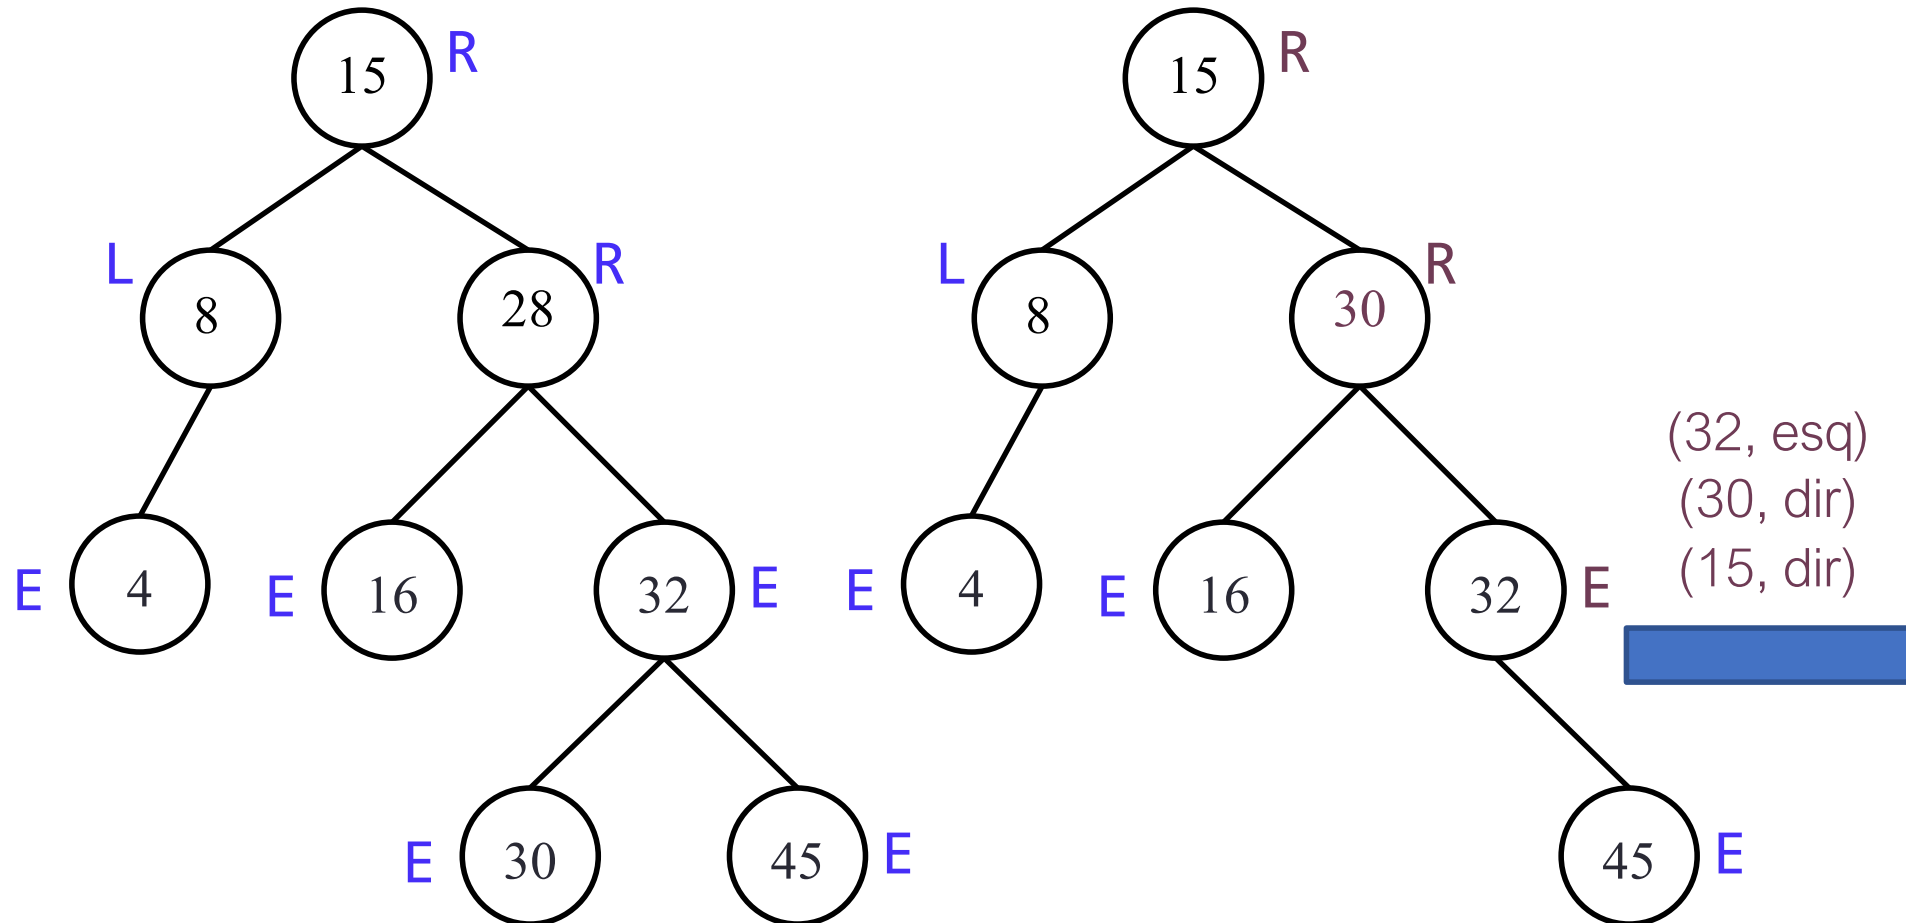 15 R
L 8 28 R
E 4 E 16 32 E
E 30 45 E
15 R
L 8 30 R
E 4 E 16 32 E
45 E
(32, esq)
(30, dir)
(15, dir)